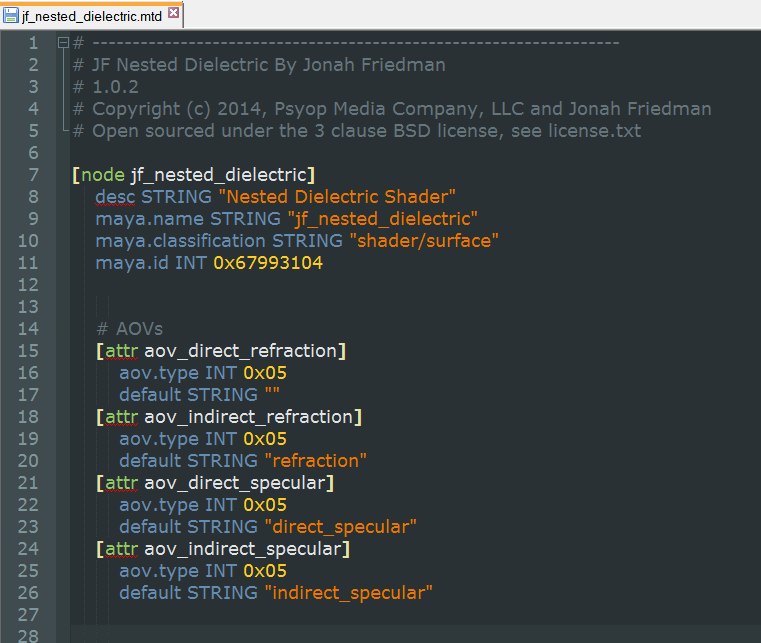 jf_nested_dielectric.mtd
1 # ------------------------------------------------------------------
2 # JF Nested Dielectric By Jonah Friedman
3 # 1.0.2
4 # Copyright (c) 2014, Psyop Media Company, LLC and Jonah Friedman
5 # Open sourced under the 3 clause BSD license, see license.txt
6
7 [node jf_nested_dielectric]
8 desc STRING "Nested Dielectric Shader"
9 maya.name STRING "jf_nested_dielectric"
10 maya.classification STRING "shader/surface"
11 maya.id INT 0x67993104
12
13
14 # AOVs
15 [attr aov_direct_refraction]
16 aov.type INT 0x05
17 default STRING ""
18 [attr aov_indirect_refraction]
19 aov.type INT 0x05
20 default STRING "refraction"
21 [attr aov_direct_specular]
22 aov.type INT 0x05
23 default STRING "direct_specular"
24 [attr aov_indirect_specular]
25 aov.type INT 0x05
26 default STRING "indirect_specular"
27
28